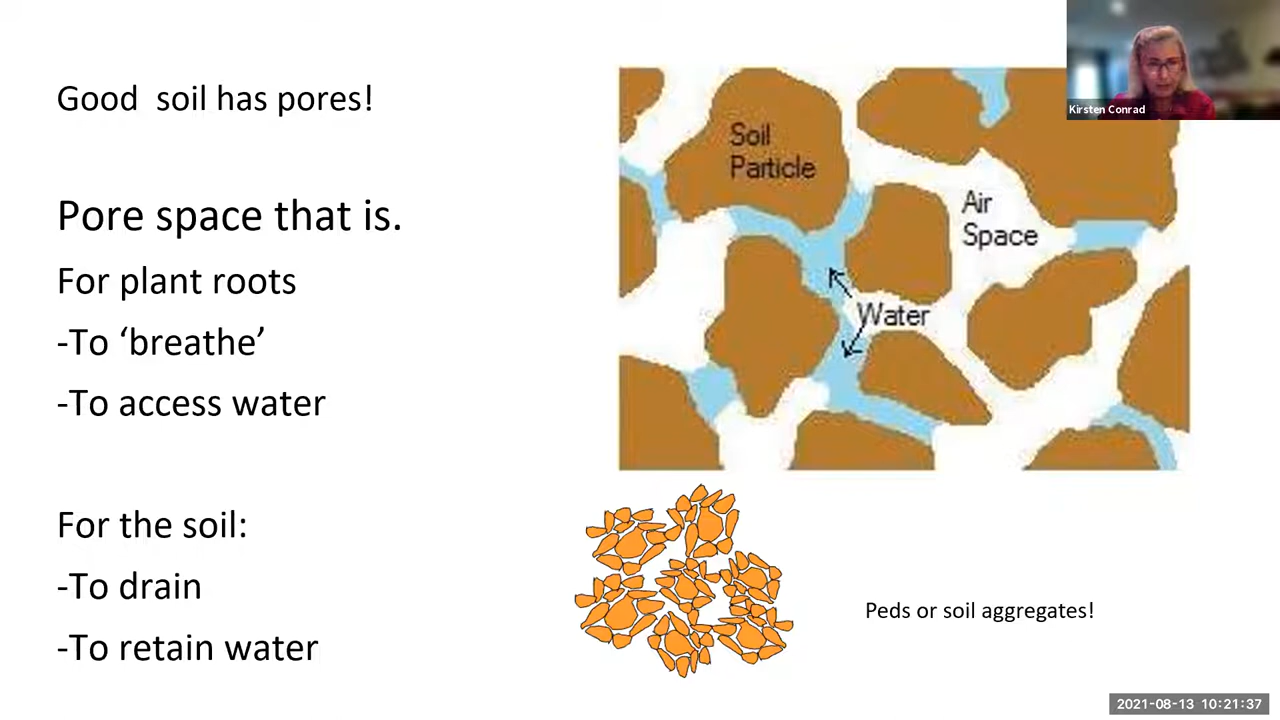 Good  soil has pores!
Pore space that is.
For plant roots
-To ‘breathe’
-To access water
For the soil:
-To drain
-To retain water
Soil
Particle
Air
Space
Water
Peds or soil aggregates!
Kirsten Conrad
2021-08-13 10:21:37